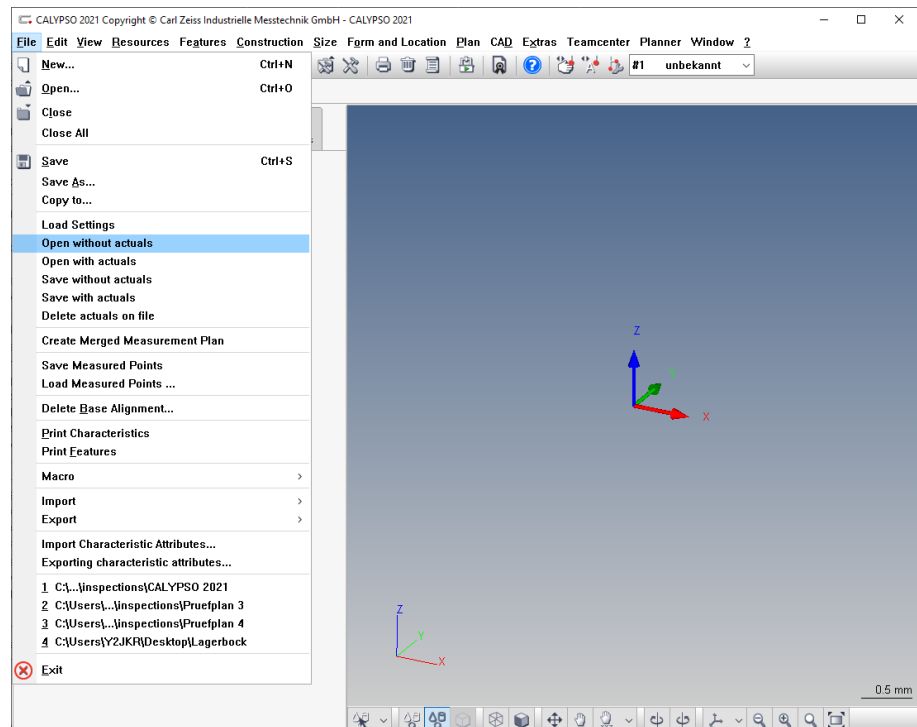 CALYPSO 2021 Copyright © Carl Zeiss Industrielle Messtechnik GmbH - CALYPSO 2021
File Edit View Resources Features Construction Size Form and Location Plan CAD Extras Teamcenter Planner Window ?
#1 unbekannt
New... Ctrl+N
Open... Ctrl+O
Close
Close All
Save Ctrl+S
Save As...
Copy to...
Load Settings
Open without actuals
Open with actuals
Save without actuals
Save with actuals
Delete actuals on file
Create Merged Measurement Plan
Save Measured Points
Load Measured Points ...
Delete Base Alignment...
Print Characteristics
Print Features
Macro
Import
Export
Import Characteristic Attributes...
Exporting characteristic attributes...
1 C:\...\inspections\CALYPSO 2021
2 C:\Users\...\inspections\Pruefplan 3
3 C:\Users\...\inspections\Pruefplan 4
4 C:\Users\Y2JKR\Desktop\Lagerbock
Exit
Z
Y
X
Z
Y
X
0.5 mm